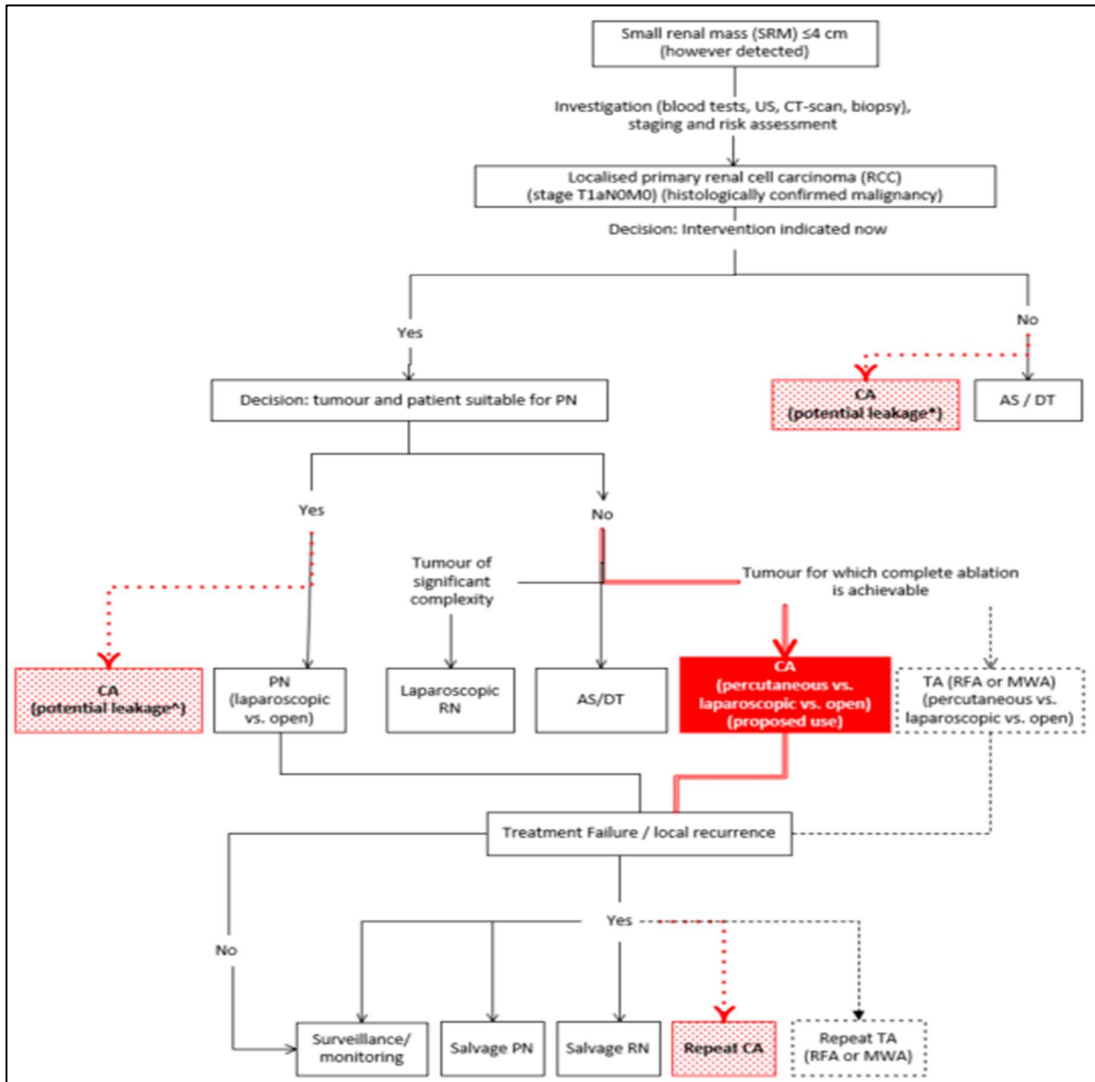 Small renal mass (SRM) ≤4 cm
(however detected)
Investigation (blood tests, US, CT-scan, biopsy),
staging and risk assessment
Localised primary renal cell carcinoma (RCC)
(stage T1aN0M0) (histologically confirmed malignancy)
Decision: Intervention indicated now
Yes
No
Decision: tumour and patient suitable for PN
CA
(potential leakage*)
AS / DT
Yes
No
Tumour of
significant
complexity
Tumour for which complete ablation
is achievable
CA
(potential leakage^)
PN
(laparoscopic
vs. open)
Laparoscopic
RN
AS/DT
CA
(percutaneous vs.
laparoscopic vs. open)
(proposed use)
TA (RFA or MWA)
(percutaneous vs.
laparoscopic vs. open)
Treatment Failure / local recurrence
No
Yes
Surveillance/
monitoring
Salvage PN
Salvage RN
Repeat CA
Repeat TA
(RFA or MWA)